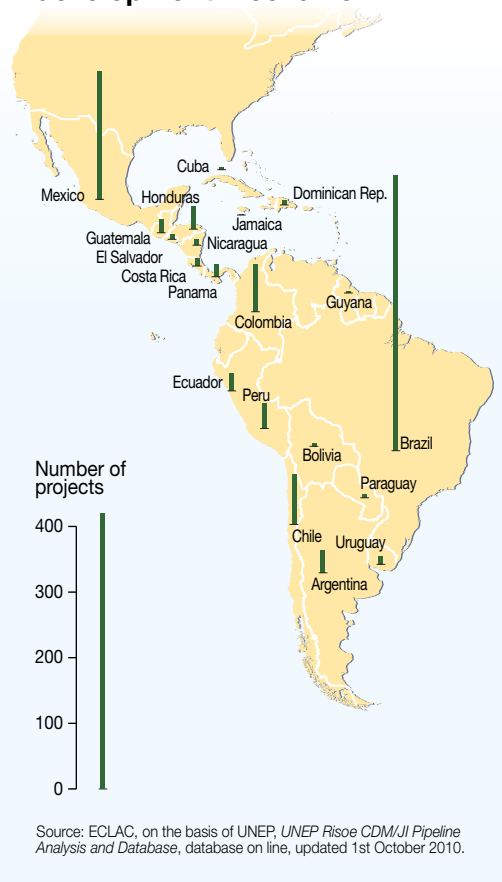 Cuba
Mexico
Honduras
Dominican Rep.
Jamaica
Guatemala
Nicaragua
El Salvador
Costa Rica
Panama
Guyana
Colombia
Ecuador
Peru
Brazil
Bolivia
Paraguay
Chile
Uruguay
Argentina
Number of
projects
400
300
200
100
0
Source: ECLAC, on the basis of UNEP, UNEP Risoe CDM/JI Pipeline
Analysis and Database, database on line, updated 1st October 2010.